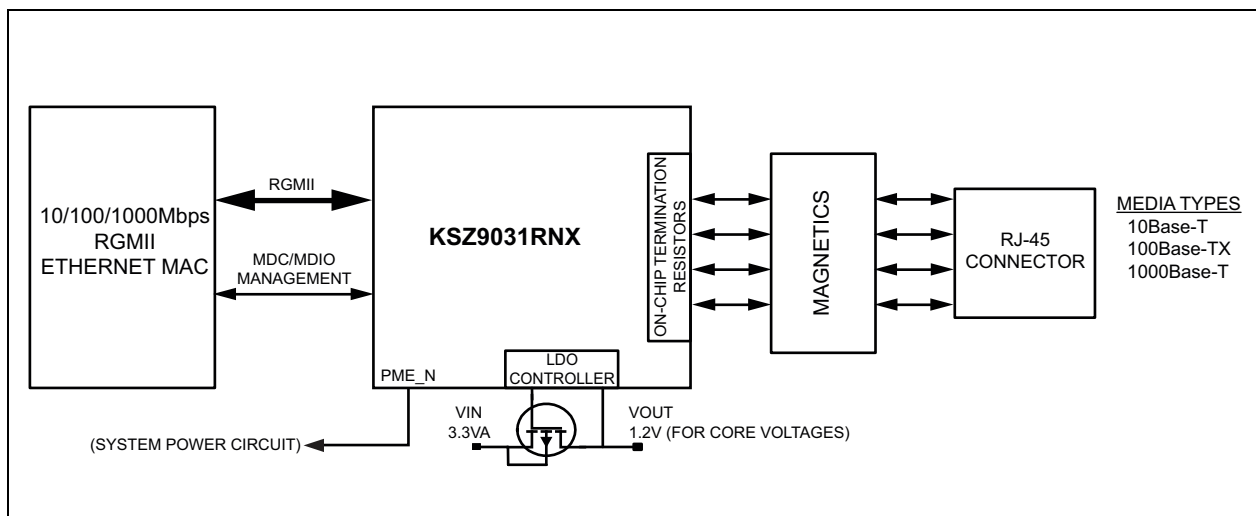 10/100/1000Mbps
RGMII
ETHERNET MAC
RGMII
MDC/MDIO
MANAGEMENT
KSZ9031RNX
ON-CHIP TERMINATION
RESISTORS
LDO
CONTROLLER
PME_N
(SYSTEM POWER CIRCUIT)
VIN
3.3VA
VOUT
1.2V (FOR CORE VOLTAGES)
MAGNETICS
RJ-45
CONNECTOR
MEDIA TYPES
10Base-T
100Base-TX
1000Base-T